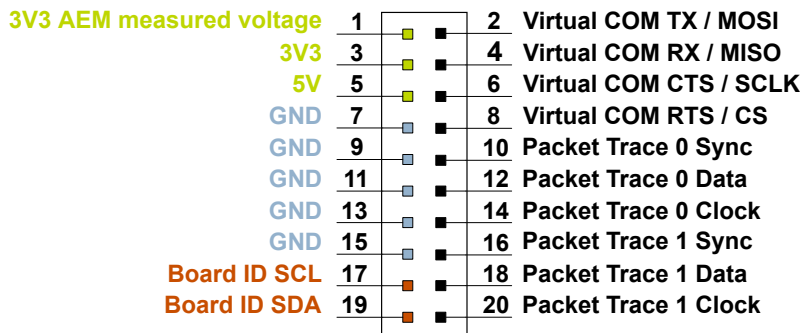 3V3 AEM measured voltage 1 2 Virtual COM TX / MOSI
3V3 3 4 Virtual COM RX / MISO
5V 5 6 Virtual COM CTS / SCLK
GND 7 8 Virtual COM RTS / CS
GND 9 10 Packet Trace 0 Sync
GND 11 12 Packet Trace 0 Data
GND 13 14 Packet Trace 0 Clock
GND 15 16 Packet Trace 1 Sync
Board ID SCL 17 18 Packet Trace 1 Data
Board ID SDA 19 20 Packet Trace 1 Clock